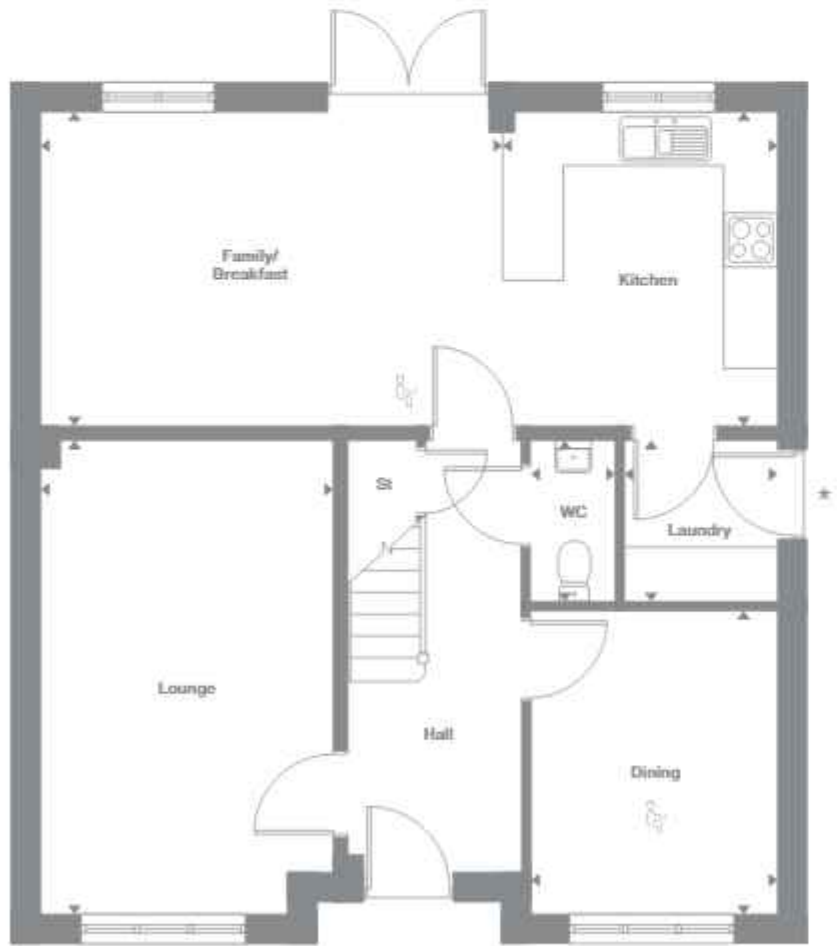 Family/
Breakfast
Kitchen
St
WC
Laundry
*
Lounge
Hall
Dining